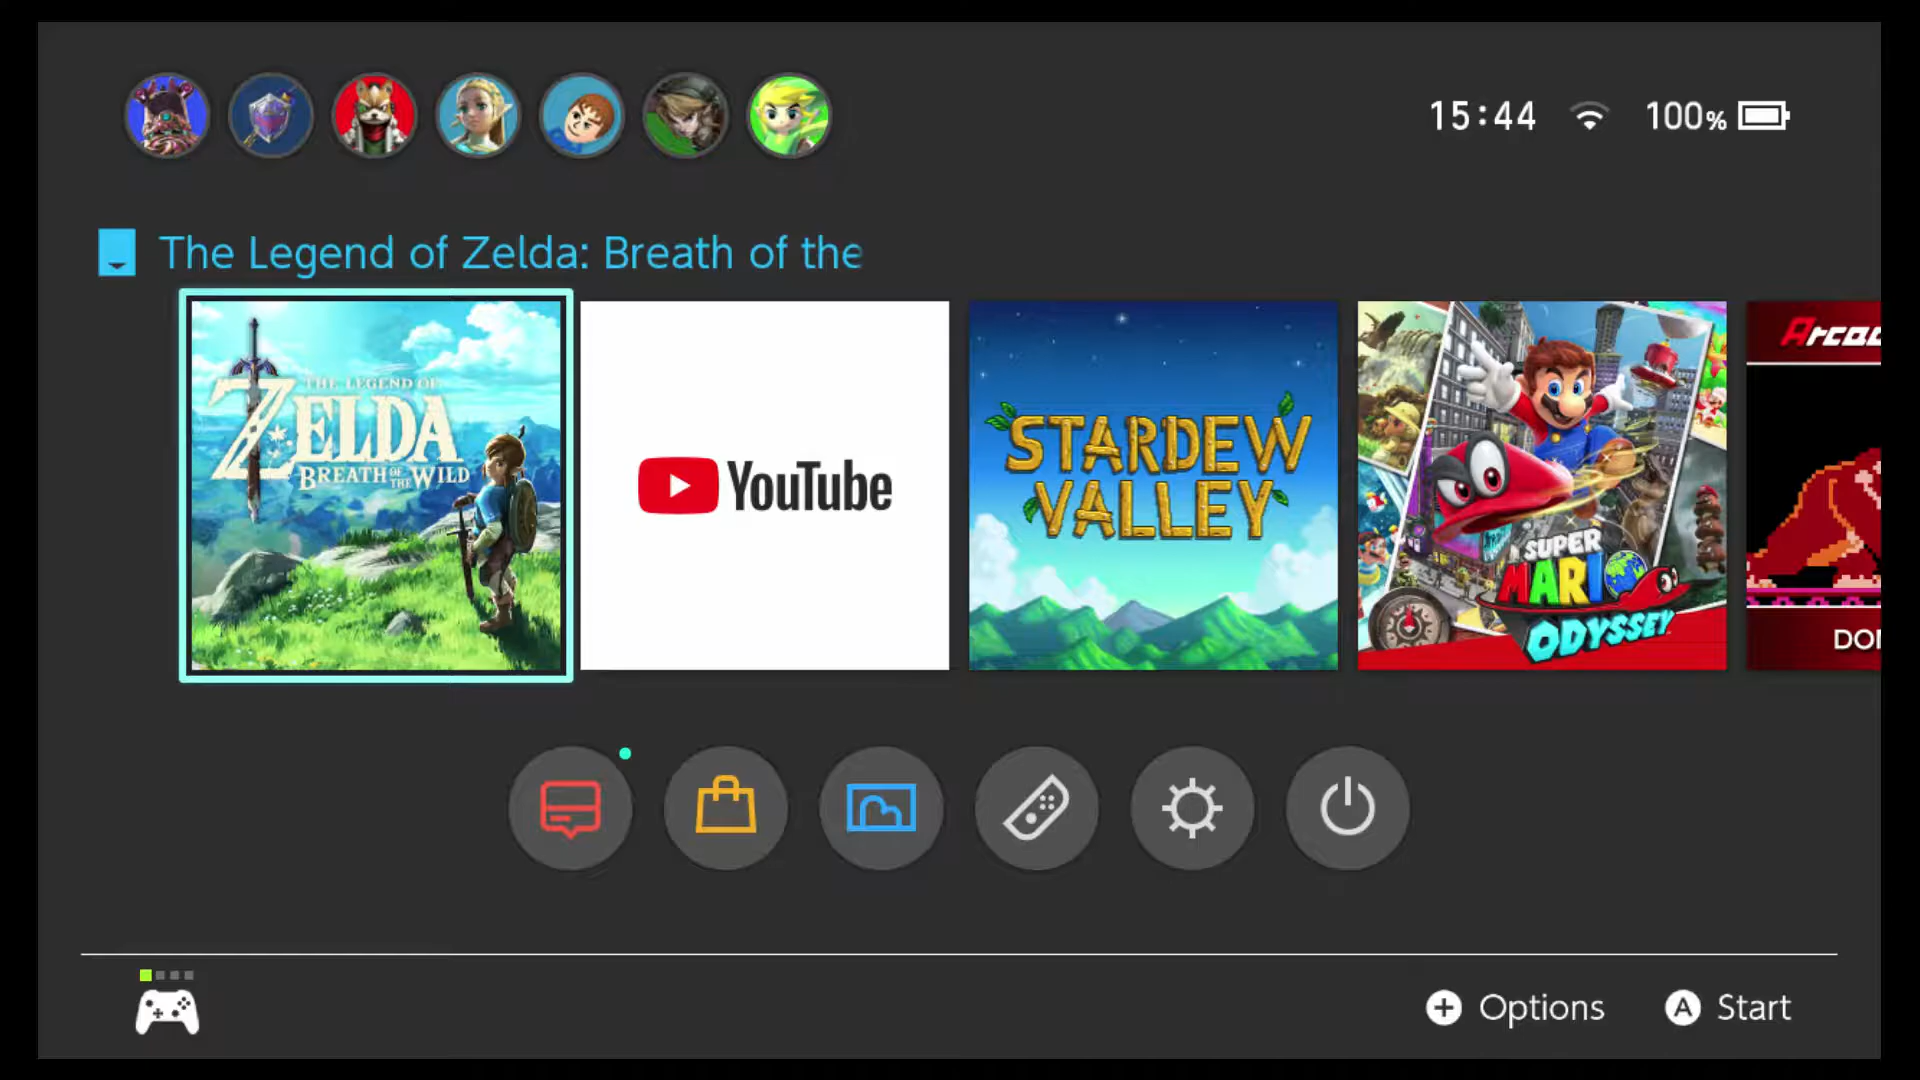 15:44 100%
The Legend of Zelda: Breath of the
THE LEGEND OF
ZELDA
BREATH OF THE WILD
YouTube
STARDEW
VALLEY
SUPER
MARIO
ODYSSEY
Options
A Start